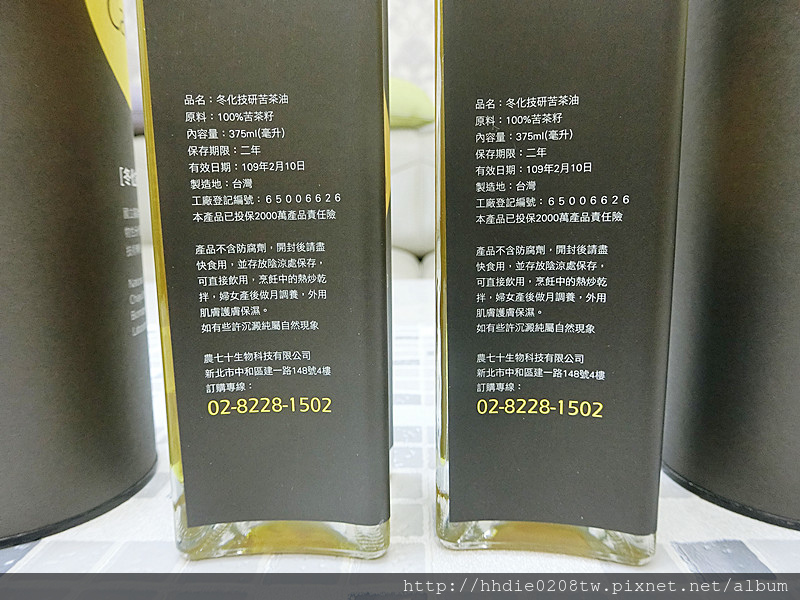 品名：冬化技研苦茶油
原料：100%苦茶籽
內容量：375ml(毫升)
保存期限：二年
有效日期：109年2月10日
製造地：台灣
工廠登記編號：65006626
本產品已投保2000萬產品責任險
產品不含防腐劑，開封後請盡
快食用，並存放陰涼處保存，
可直接飲用，烹飪中的熱炒乾
拌，婦女產後做月調養，外用
肌膚護膚保濕。
如有些許沉澱純屬自然現象
農七十生物科技有限公司
新北市中和區建一路148號4樓
訂購專線：
02-8228-1502
品名：冬化技研苦茶油
原料：100%苦茶籽
內容量：375ml(毫升)
保存期限：二年
有效日期：109年2月10日
製造地：台灣
工廠登記編號：65006626
本產品已投保2000萬產品責任險
產品不含防腐劑，開封後請盡
快食用，並存放陰涼處保存，
可直接飲用，烹飪中的熱炒乾
拌，婦女產後做月調養，外用
肌膚護膚保濕。
如有些許沉澱純屬自然現象
農七十生物科技有限公司
新北市中和區建一路148號4樓
訂購專線：
02-8228-1502
http://hhdie0208tw.pixnet.net/album